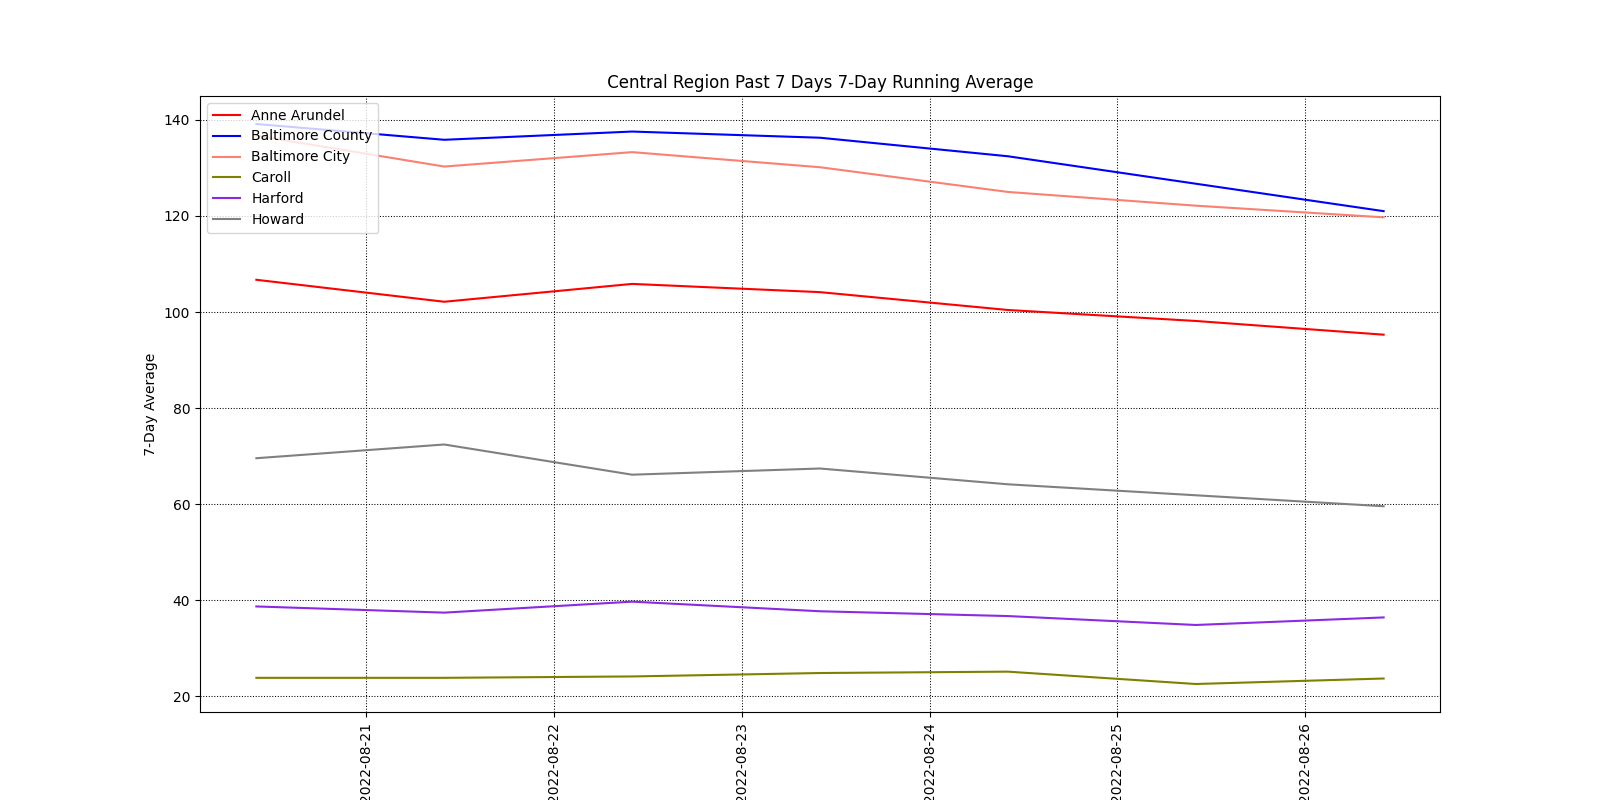 Central Region Past 7 Days 7-Day Running Average
Anne Arundel
Baltimore County
Baltimore City
Caroll
Harford
Howard
140
120
100
80
60
40
20
7-Day Average
2022-08-21
2022-08-22
2022-08-23
2022-08-24
2022-08-25
2022-08-26